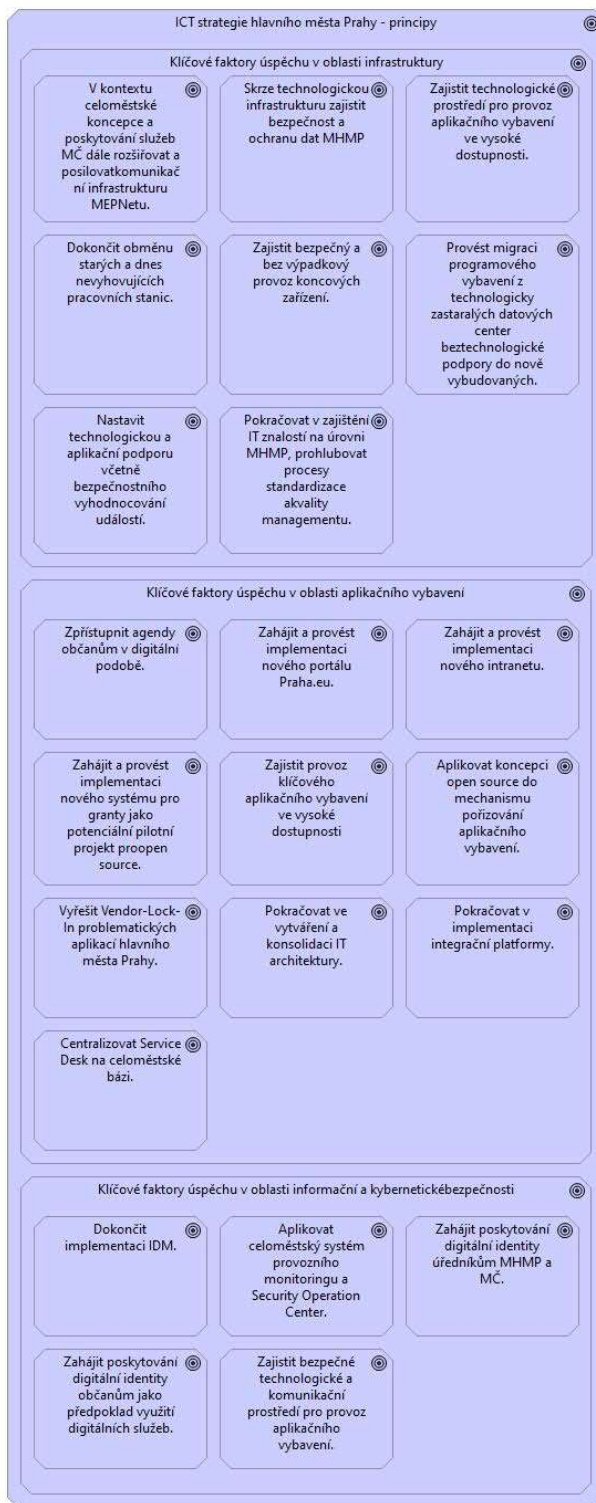 ICT strategie hlavního města Prahy - principy
Klíčové faktory úspěchu v oblasti infrastruktury
V kontextu
celoměstské
koncepce a
poskytování služeb
MČ dále rozšiřovat a
posilovatkomunikač
ní infrastrukturu
MEPNetu.
Skrze technologickou
infrastrukturu zajistit
bezpečnost a
ochranu dat MHMP
Zajistit technologické
prostředí pro provoz
aplikačního vybavení
ve vysoké
dostupnosti.
Dokončit obměnu
starých a dnes
nevyhovujících
pracovních stanic.
Zajistit bezpečný a
bez výpadkový
provoz koncových
zařízení.
Provést migraci
programového
vybavení z
technologicky
zastaralých datových
center
beztechnologické
podpory do nově
vybudovaných.
Nastavit
technologickou a
aplikační podporu
včetně
bezpečnostního
vyhodnocování
událostí.
Pokračovat v zajištění
IT znalostí na úrovni
MHMP, prohlubovat
procesy
standardizace
akvality
managementu.
Klíčové faktory úspěchu v oblasti aplikačního vybavení
Zpřístupnit agendy
občanům v digitální
podobě.
Zahájit a provést
implementaci
nového portálu
Praha.eu.
Zahájit a provést
implementaci
nového intranetu.
Zahájit a provést
implementaci
nového systému pro
granty jako
potenciální pilotní
projekt proopen
source.
Zajistit provoz
klíčového
aplikačního vybavení
ve vysoké
dostupnosti
Aplikovat koncepci
open source do
mechanismu
pořizování
aplikačního
vybavení.
Vyřešit Vendor-Lock-
In problematických
aplikací hlavního
města Prahy.
Pokračovat ve
vytváření a
konsolidaci IT
architektury.
Pokračovat v
implementaci
integrační platformy.
Centralizovat Service
Desk na celoměstské
bázi.
Klíčové faktory úspěchu v oblasti informační a kybernetickébezpečnosti
Dokončit
implementaci IDM.
Aplikovat
celoměstský systém
provozního
monitoringu a
Security Operation
Center.
Zahájit poskytování
digitální identity
úředníkům MHMP a
MČ.
Zahájit poskytování
digitální identity
občanům jako
předpoklad využití
digitálních služeb.
Zajistit bezpečné
technologické a
komunikační
prostředí pro provoz
aplikačního
vybavení.